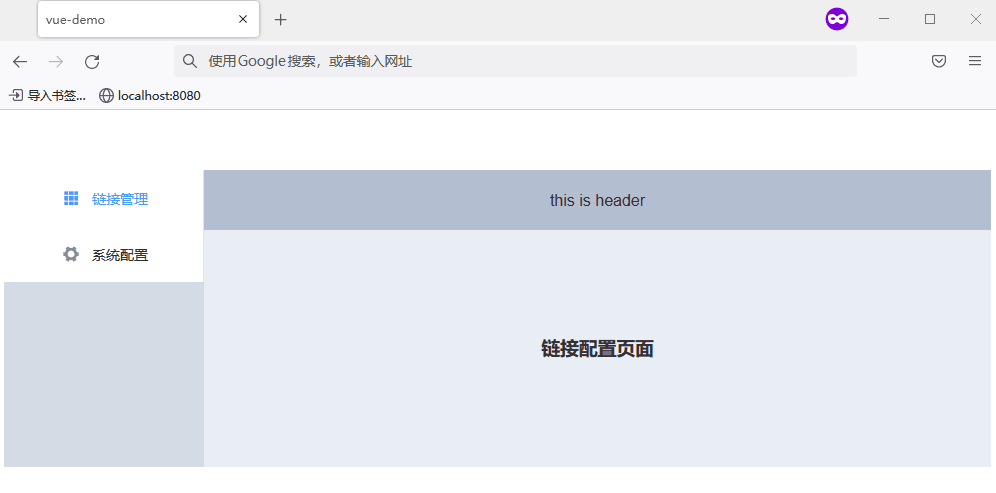 vue-demo
使用Google搜索，或者输入网址
导入书签... localhost:8080
链接管理
this is header
系统配置
链接配置页面